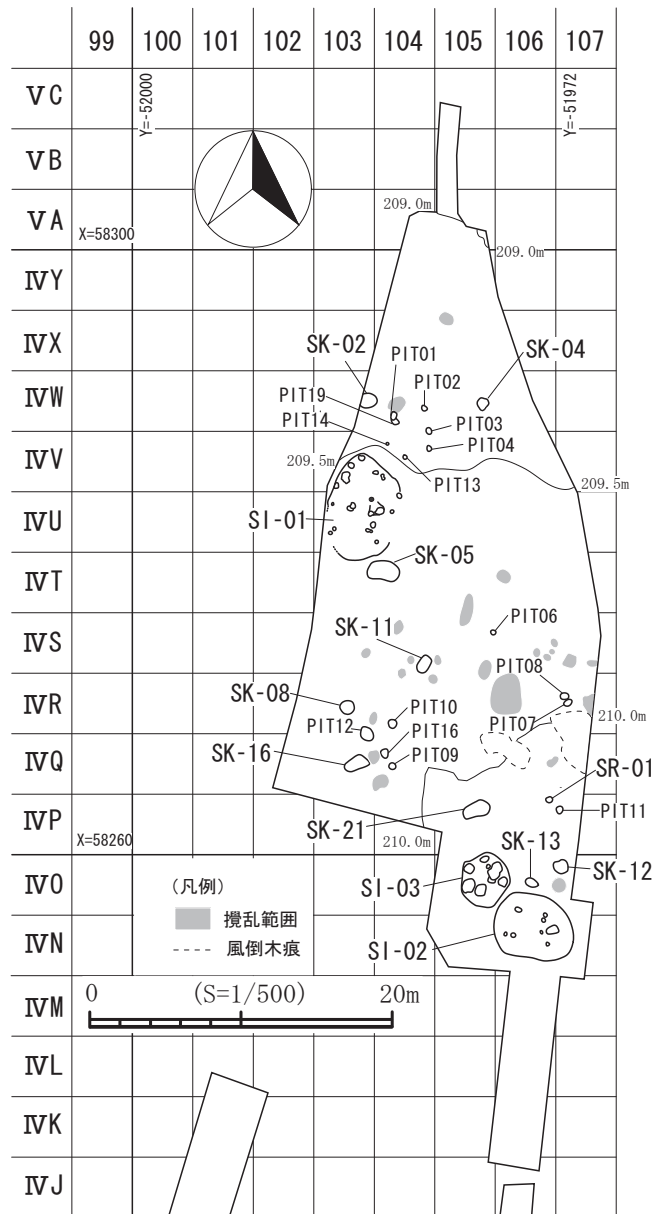 99 100 101 102 103 104 105 106 107
ⅤC
Y=-52000
Y=-51972
ⅤB
ⅤA
209.0m
X=58300
209.0m
ⅣY
ⅣX
SK-02
PIT01
SK-04
ⅣW
PIT19
PIT02
PIT14
PIT03
ⅣV
PIT04
209.5m
PIT13
209.5m
ⅣU
SI-01
SK-05
ⅣT
PIT06
ⅣS
SK-11
PIT08
ⅣR
SK-08
PIT10
210.0m
PIT12
PIT16
PIT07
ⅣQ
SK-16
PIT09
SR-01
ⅣP
PIT11
X=58260
SK-21
210.0m
SK-13
SK-12
ⅣO
(凡例)
SI-03
攪乱範囲
ⅣN
風倒木痕
SI-02
ⅣM
0 (S=1/500) 20m
ⅣL
ⅣK
ⅣJ